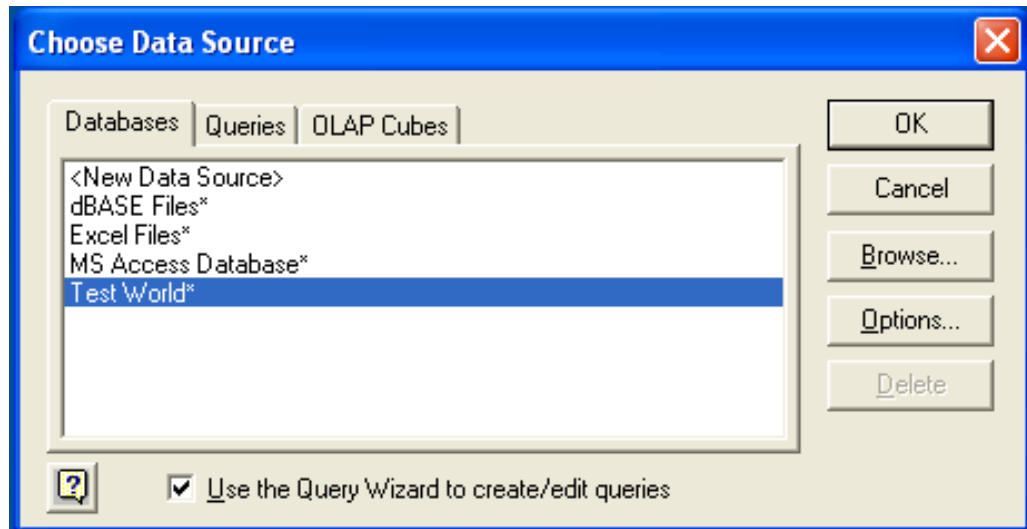 Choose Data Source
Databases Queries OLAP Cubes
<New Data Source>
dBASE Files*
Excel Files*
MS Access Database*
Test World*
OK
Cancel
Browse...
Options...
Delete
? Use the Query Wizard to create/edit queries